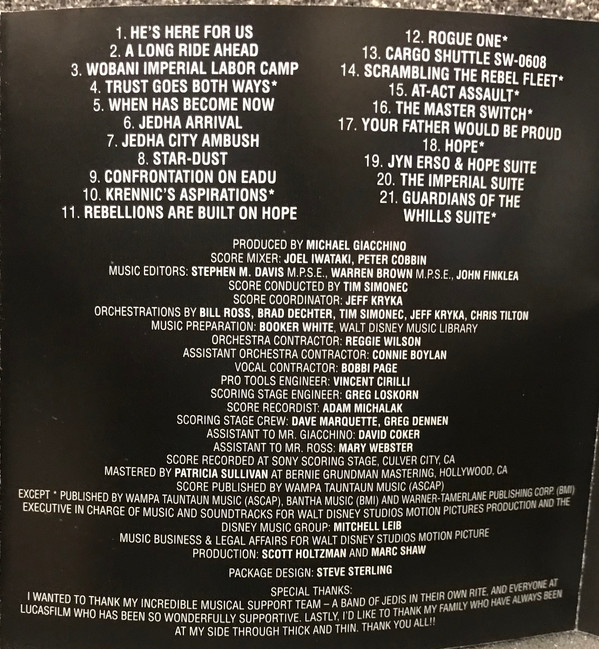 1. HE'S HERE FOR US
2. A LONG RIDE AHEAD
3. WOBANI IMPERIAL LABOR CAMP
4. TRUST GOES BOTH WAYS*
5. WHEN HAS BECOME NOW
6. JEDHA ARRIVAL
7. JEDHA CITY AMBUSH
8. STAR-DUST
9. CONFRONTATION ON EADU
10. KRENNIC'S ASPIRATIONS*
11. REBELLIONS ARE BUILT ON HOPE
12. ROGUE ONE*
13. CARGO SHUTTLE SW-0608
14. SCRAMBLING THE REBEL FLEET*
15. AT-ACT ASSAULT*
16. THE MASTER SWITCH*
17. YOUR FATHER WOULD BE PROUD
18. HOPE*
19. JYN ERSO & HOPE SUITE
20. THE IMPERIAL SUITE
21. GUARDIANS OF THE
WHILLS SUITE*
PRODUCED BY MICHAEL GIACCHINO
SCORE MIXER: JOEL IWATAKI, PETER COBBIN
MUSIC EDITORS: STEPHEN M. DAVIS M.P.S.E., WARREN BROWN M.P.S.E., JOHN FINKLEA
SCORE CONDUCTED BY TIM SIMONEC
SCORE COORDINATOR: JEFF KRYKA
ORCHESTRATIONS BY BILL ROSS, BRAD DECHTER, TIM SIMONEC, JEFF KRYKA, CHRIS TILTON
MUSIC PREPARATION: BOOKER WHITE, WALT DISNEY MUSIC LIBRARY
ORCHESTRA CONTRACTOR: REGGIE WILSON
ASSISTANT ORCHESTRA CONTRACTOR: CONNIE BOYLAN
VOCAL CONTRACTOR: BOBBI PAGE
PRO TOOLS ENGINEER: VINCENT CIRILLI
SCORING STAGE ENGINEER: GREG LOSKORN
SCORE RECORDIST: ADAM MICHALAK
SCORING STAGE CREW: DAVE MARQUETTE, GREG DENNEN
ASSISTANT TO MR. GIACCHINO: DAVID COKER
ASSISTANT TO MR. ROSS: MARY WEBSTER
SCORE RECORDED AT SONY SCORING STAGE, CULVER CITY, CA
MASTERED BY PATRICIA SULLIVAN AT BERNIE GRUNDMAN MASTERING, HOLLYWOOD, CA
SCORE PUBLISHED BY WAMPA TAUNTAUN MUSIC (ASCAP)
EXCEPT * PUBLISHED BY WAMPA TAUNTAUN MUSIC (ASCAP), BANTHA MUSIC (BMI) AND WARNER-TAMERLANE PUBLISHING CORP. (BMI)
EXECUTIVE IN CHARGE OF MUSIC AND SOUNDTRACKS FOR WALT DISNEY STUDIOS MOTION PICTURES PRODUCTION AND THE
DISNEY MUSIC GROUP: MITCHELL LEIB
MUSIC BUSINESS & LEGAL AFFAIRS FOR WALT DISNEY STUDIOS MOTION PICTURE
PRODUCTION: SCOTT HOLTZMAN AND MARC SHAW
PACKAGE DESIGN: STEVE STERLING
SPECIAL THANKS:
I WANTED TO THANK MY INCREDIBLE MUSICAL SUPPORT TEAM – A BAND OF JEDIS IN THEIR OWN RITE, AND EVERYONE AT
LUCASFILM WHO HAS BEEN SO WONDERFULLY SUPPORTIVE. LASTLY, I'D LIKE TO THANK MY FAMILY WHO HAVE ALWAYS BEEN
AT MY SIDE THROUGH THICK AND THIN. THANK YOU ALL!!